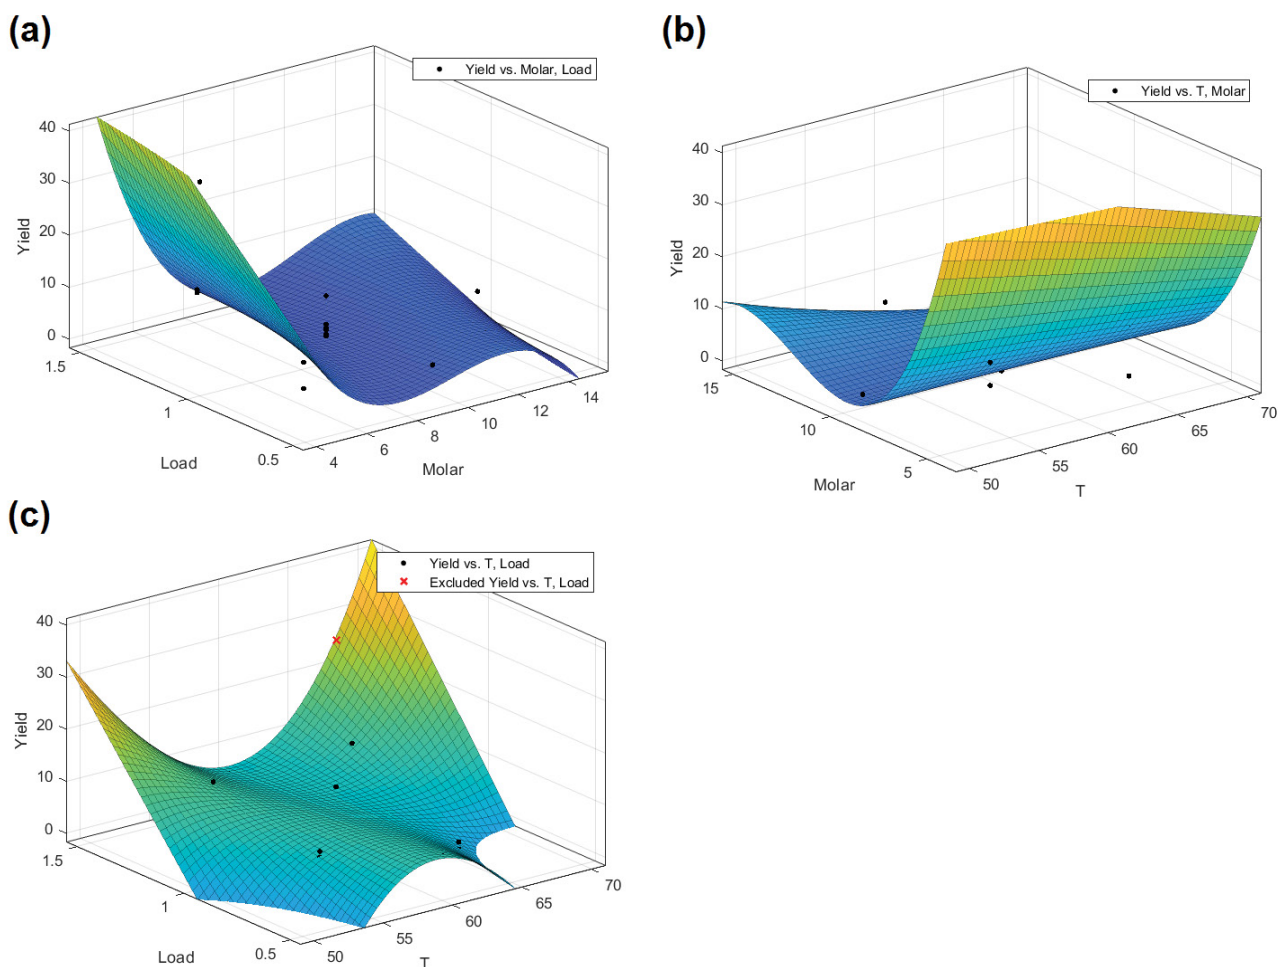 (a)
Yield vs. Molar, Load
40
30
20
10
0
Yield
1.5
1
0.5
Load
4
6
8
10
12
14
Molar
(b)
Yield vs. T, Molar
40
30
20
10
0
Yield
15
10
5
Molar
50
55
60
65
70
T
(c)
Yield vs. T, Load
Excluded Yield vs. T, Load
40
30
20
10
0
Yield
1.5
1
0.5
Load
50
55
60
65
70
T